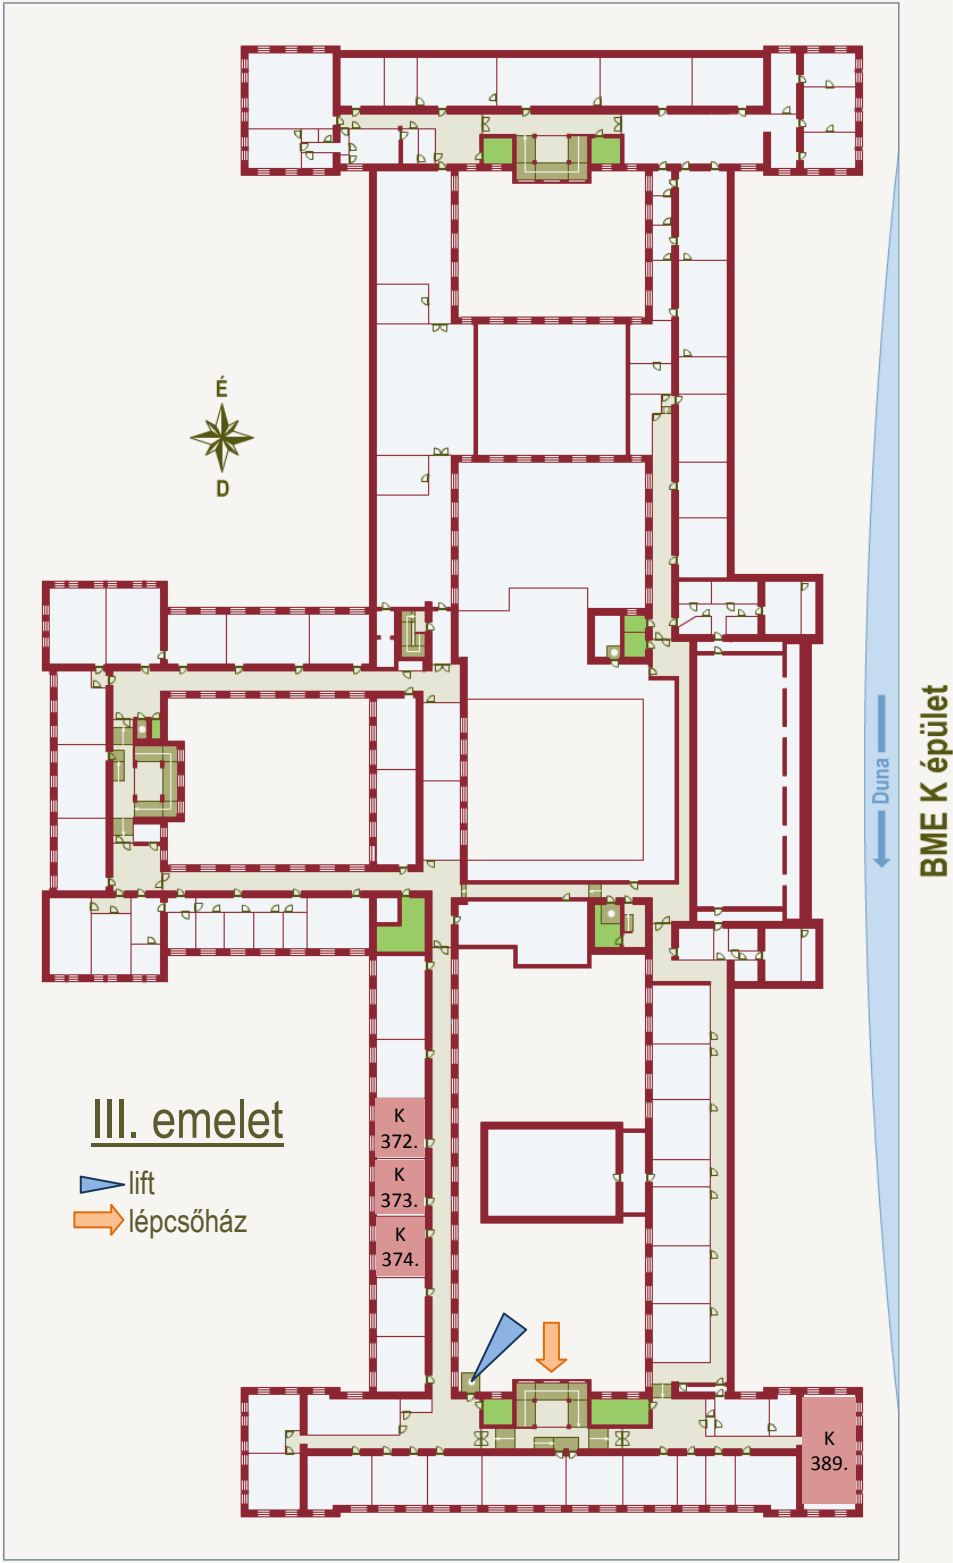 É
D
Duna
BME K épület
III. emelet
lift
lépcsőház
K
372.
K
373.
K
374.
K
389.